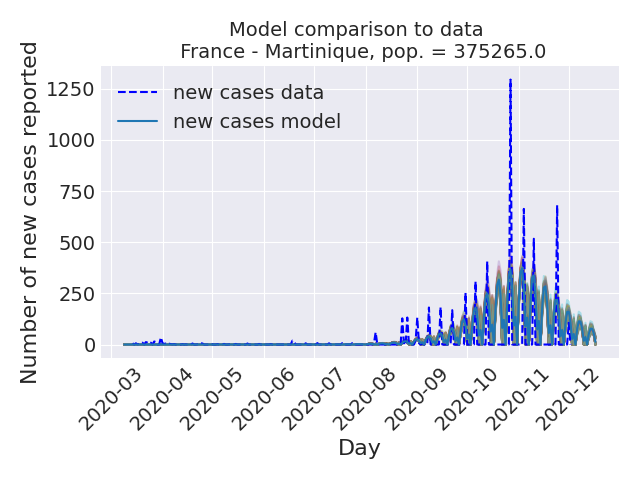 Model comparison to data
France - Martinique, pop. = 375265.0
Number of new cases reported
1250
1000
750
500
250
0
new cases data
new cases model
2020-03
2020-04
2020-05
2020-06
2020-07
2020-08
2020-09
2020-10
2020-11
2020-12
Day